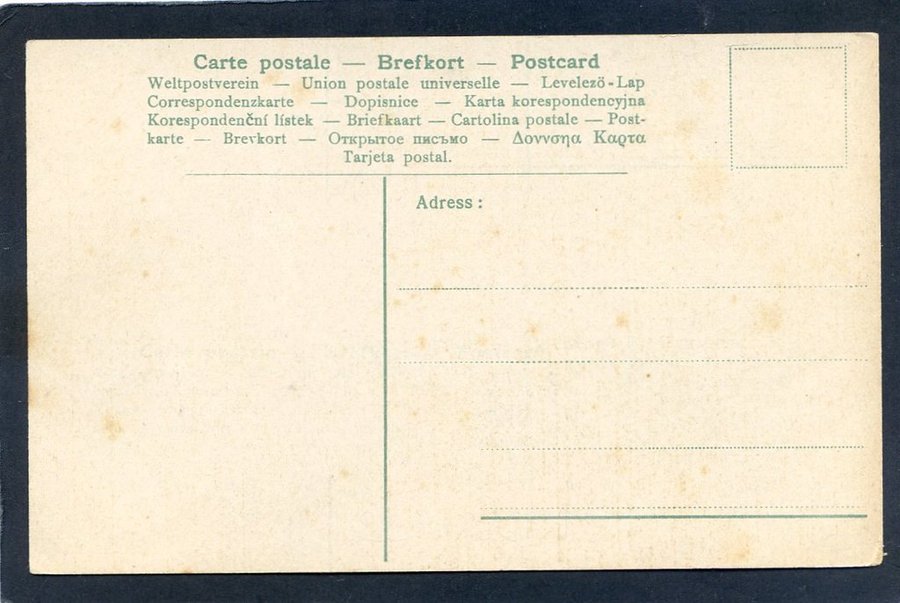 Carte postale — Brefkort — Postcard
Weltpostverein — Union postale universelle — Levelező-Lap
Correspondenzkarte — Dopisnice — Karta korespondencyjna
Korespondenční lístek — Briefkaart — Cartolina postale — Post-
karte — Brevkort — Открытое письмо — Δοννσηα Καρτα
Tarjeta postal.
Adress :